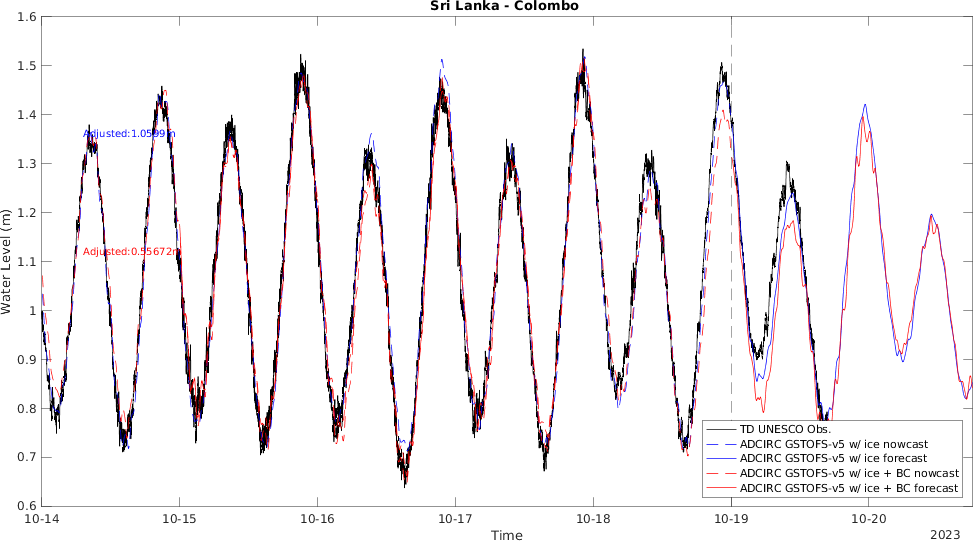 Sri Lanka - Colombo
1.6
1.5
1.4
1.3
1.2
1.1
1
0.9
0.8
0.7
0.6
Water Level (m)
Adjusted:1.0599m
Adjusted:0.55672m
TD UNESCO Obs.
ADCIRC GSTOFS-v5 w/ ice nowcast
ADCIRC GSTOFS-v5 w/ ice forecast
ADCIRC GSTOFS-v5 w/ ice + BC nowcast
ADCIRC GSTOFS-v5 w/ ice + BC forecast
10-14 10-15 10-16 10-17 10-18 10-19 10-20
Time
2023